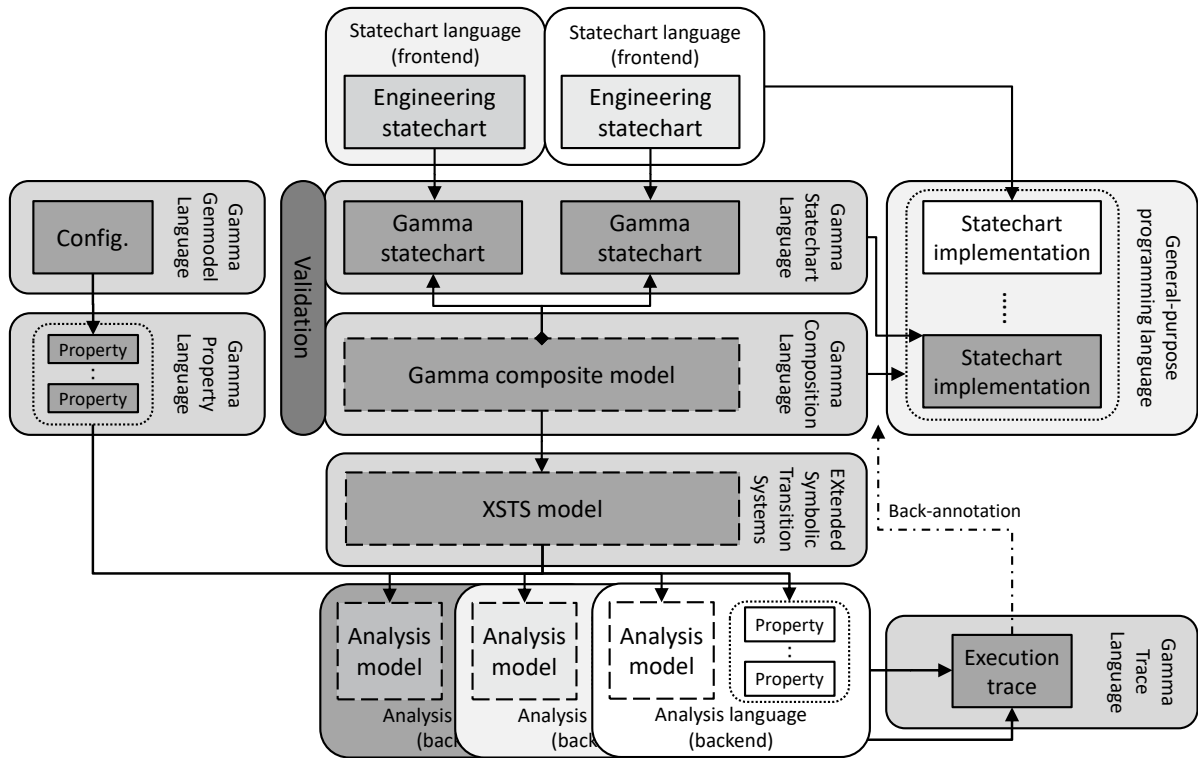 Statechart language
(frontend)
Engineering
statechart
Statechart language
(frontend)
Engineering
statechart
Gamma
Genmodel
Language
Config.
Validation
Gamma
statechart
Gamma
statechart
Gamma
Statechart
Language
Statechart
implementation
......
Statechart
implementation
General-purpose
programming language
Property
...
Property
Gamma
Property
Language
Gamma composite model
Gamma
Composition
Language
XSTS model
EXtended
Symbolic
Transition
Systems
Back-annotation
Analysis
model
Analysis
(back
Analysis
model
Analysis
(back
Analysis
model
Property
...
Property
Analysis language
(backend)
Execution
trace
Gamma
Trace
Language